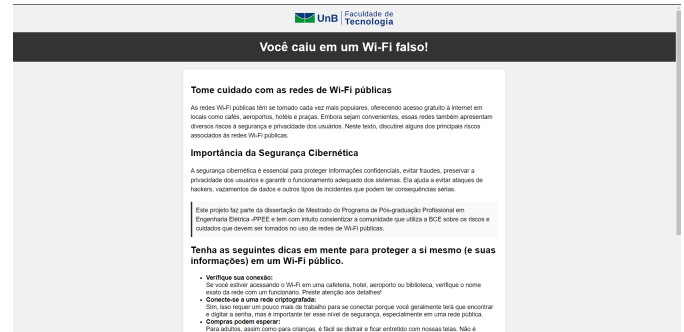 UnB
Faculdade de
Tecnologia
Você caiu em um Wi-Fi falso!
Tome cuidado com as redes de Wi-Fi públicas
As redes Wi-Fi públicas têm se tornado cada vez mais populares, oferecendo acesso gratuito à internet em
locais como cafés, aeroportos, hotéis e praças. Embora sejam convenientes, essas redes também apresentam
diversos riscos à segurança e privacidade dos usuários. Neste texto, discutirei alguns dos principais riscos
associados às redes Wi-Fi públicas.
Importância da Segurança Cibernética
A segurança cibernética é essencial para proteger informações confidenciais, evitar fraudes, preservar a
privacidade dos usuários e garantir o funcionamento adequado dos sistemas. Ela ajuda a evitar ataques de
hackers, vazamentos de dados e outros tipos de incidentes que podem ter consequências sérias.
Este projeto faz parte da dissertação de Mestrado do Programa de Pós-graduação Profissional em
Engenharia Elétrica -PPEE e tem com intuito consientizar a comunidade que utiliza a BCE sobre os riscos e
cuidados que devem ser tomados no uso de redes de Wi-Fi públicas.
Tenha as seguintes dicas em mente para proteger a si mesmo (e suas
informações) em um Wi-Fi público.
• Verifique sua conexão:
Se você estiver acessando o Wi-Fi em uma cafeteria, hotel, aeroporto ou biblioteca, verifique o nome
exato da rede com um funcionário. Preste atenção aos detalhes!
• Conecte-se a uma rede criptografada:
Sim, isso requer um pouco mais de trabalho para se conectar porque você geralmente terá que encontrar
e digitar a senha, mas é importante ter esse nível de segurança, especialmente em uma rede pública.
• Compras podem esperar:
Para adultos, assim como para crianças, é fácil se distrair e ficar entretido com nossas telas. Não é